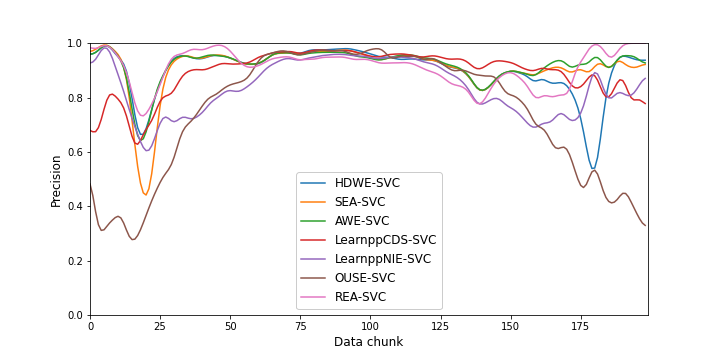 1.0
0.8
0.6
0.4
0.2
0.0
Precision
HDWE-SVC
SEA-SVC
AWE-SVC
LearnppCDS-SVC
LearnppNIE-SVC
OUSE-SVC
REA-SVC
0 25 50 75 100 125 150 175
Data chunk